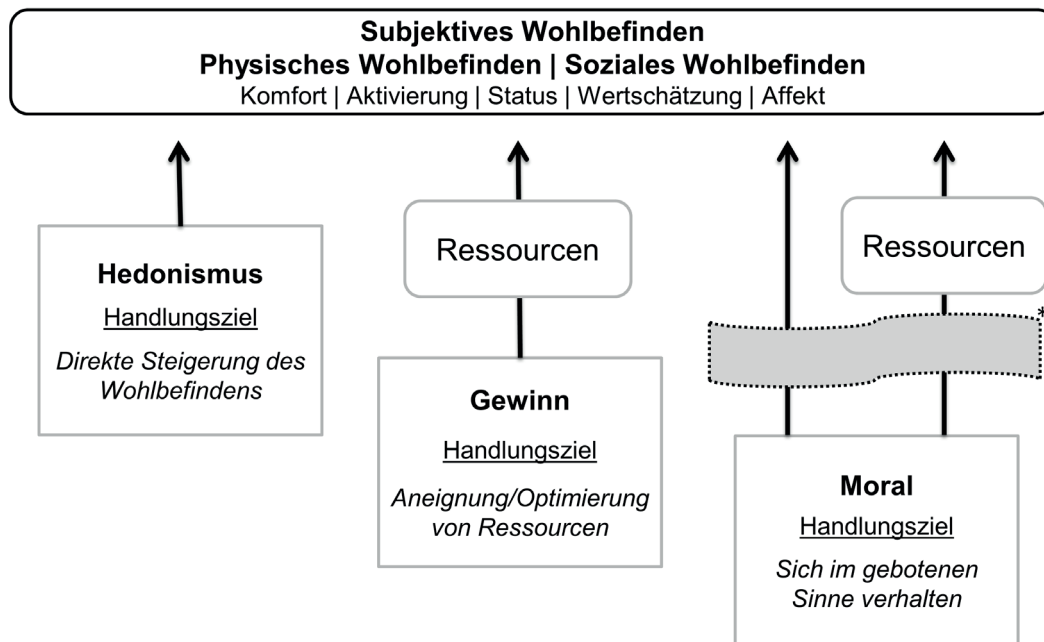 Subjektives Wohlbefinden
Physisches Wohlbefinden | Soziales Wohlbefinden
Komfort | Aktivierung | Status | Wertschätzung | Affekt
Hedonismus
Handlungsziel
Direkte Steigerung des
Wohlbefindens
Ressourcen
Gewinn
Handlungsziel
Aneignung/Optimierung
von Ressourcen
Ressourcen
*
Moral
Handlungsziel
Sich im gebotenen
Sinne verhalten